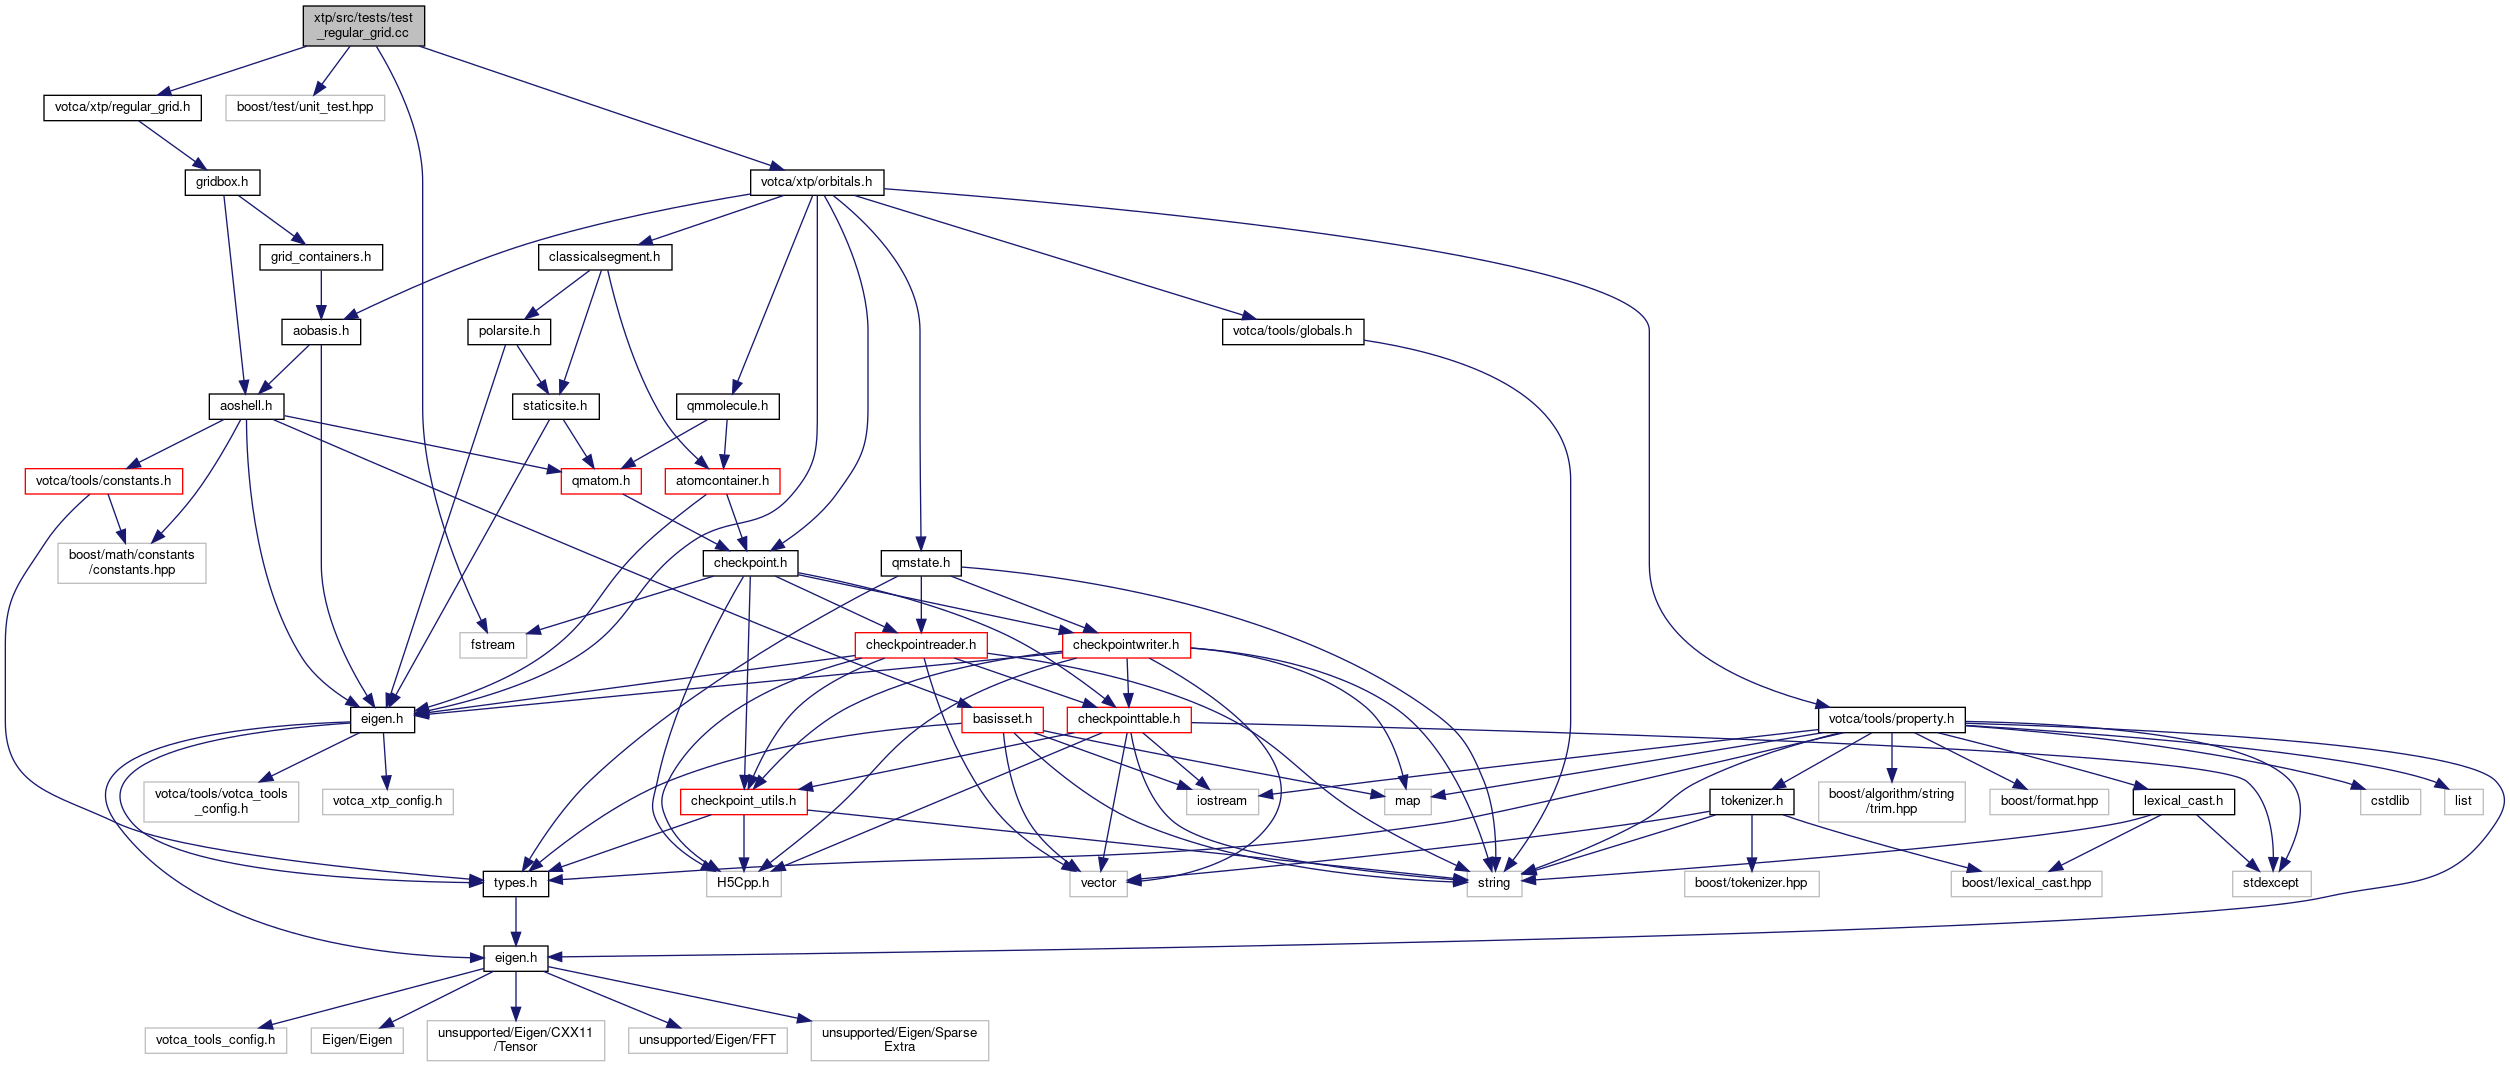 xtp/src/tests/test
_regular_grid.cc
votca/xtp/regular_grid.h
boost/test/unit_test.hpp
gridbox.h
votca/xtp/orbitals.h
grid_containers.h
classicalsegment.h
aobasis.h
polarsite.h
votca/tools/globals.h
aoshell.h
staticsite.h
qmmolecule.h
votca/tools/constants.h
qmatom.h
atomcontainer.h
boost/math/constants
/constants.hpp
checkpoint.h
qmstate.h
fstream
checkpointreader.h
checkpointwriter.h
eigen.h
basisset.h
checkpointtable.h
votca/tools/property.h
votca/tools/votca_tools
_config.h
votca_xtp_config.h
checkpoint_utils.h
iostream
map
tokenizer.h
boost/algorithm/string
/trim.hpp
boost/format.hpp
lexical_cast.h
cstdlib
list
types.h
H5Cpp.h
vector
string
boost/tokenizer.hpp
boost/lexical_cast.hpp
stdexcept
eigen.h
votca_tools_config.h
Eigen/Eigen
unsupported/Eigen/CXX11
/Tensor
unsupported/Eigen/FFT
unsupported/Eigen/Sparse
Extra